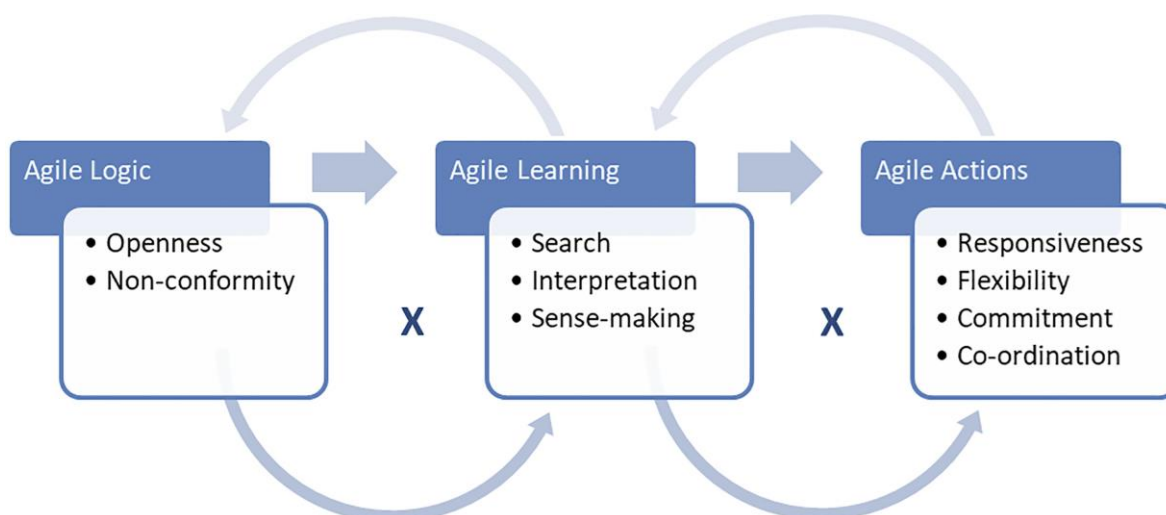 Agile Logic
• Openness
• Non-conformity
X
Agile Learning
• Search
• Interpretation
• Sense-making
X
Agile Actions
• Responsiveness
• Flexibility
• Commitment
• Co-ordination